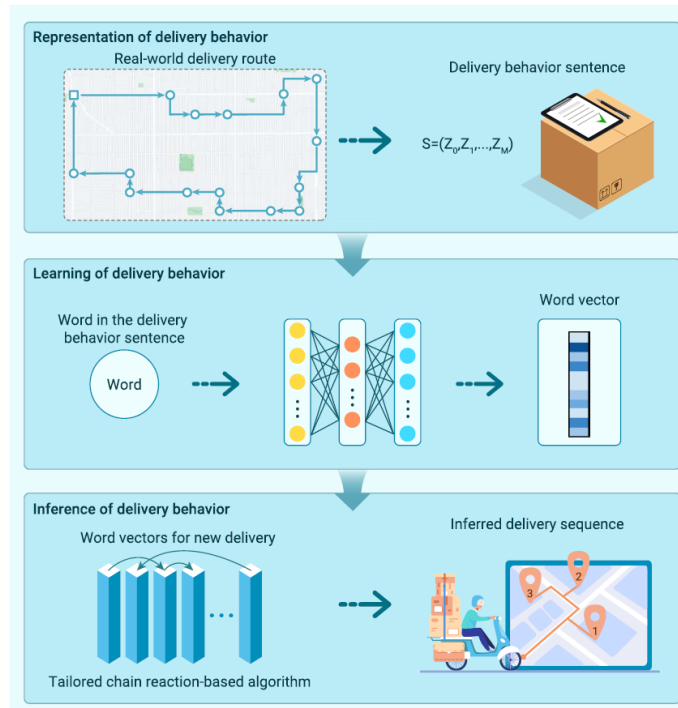 Representation of delivery behavior
Real-world delivery route
Delivery behavior sentence
S=(Z₀,Z₁,...,Z_M)
Learning of delivery behavior
Word in the delivery
behavior sentence
Word
Word vector
Inference of delivery behavior
Word vectors for new delivery
Inferred delivery sequence
3
2
1
Tailored chain reaction-based algorithm